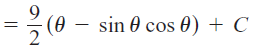 = 9/2 (θ − sin θ cos θ) + C